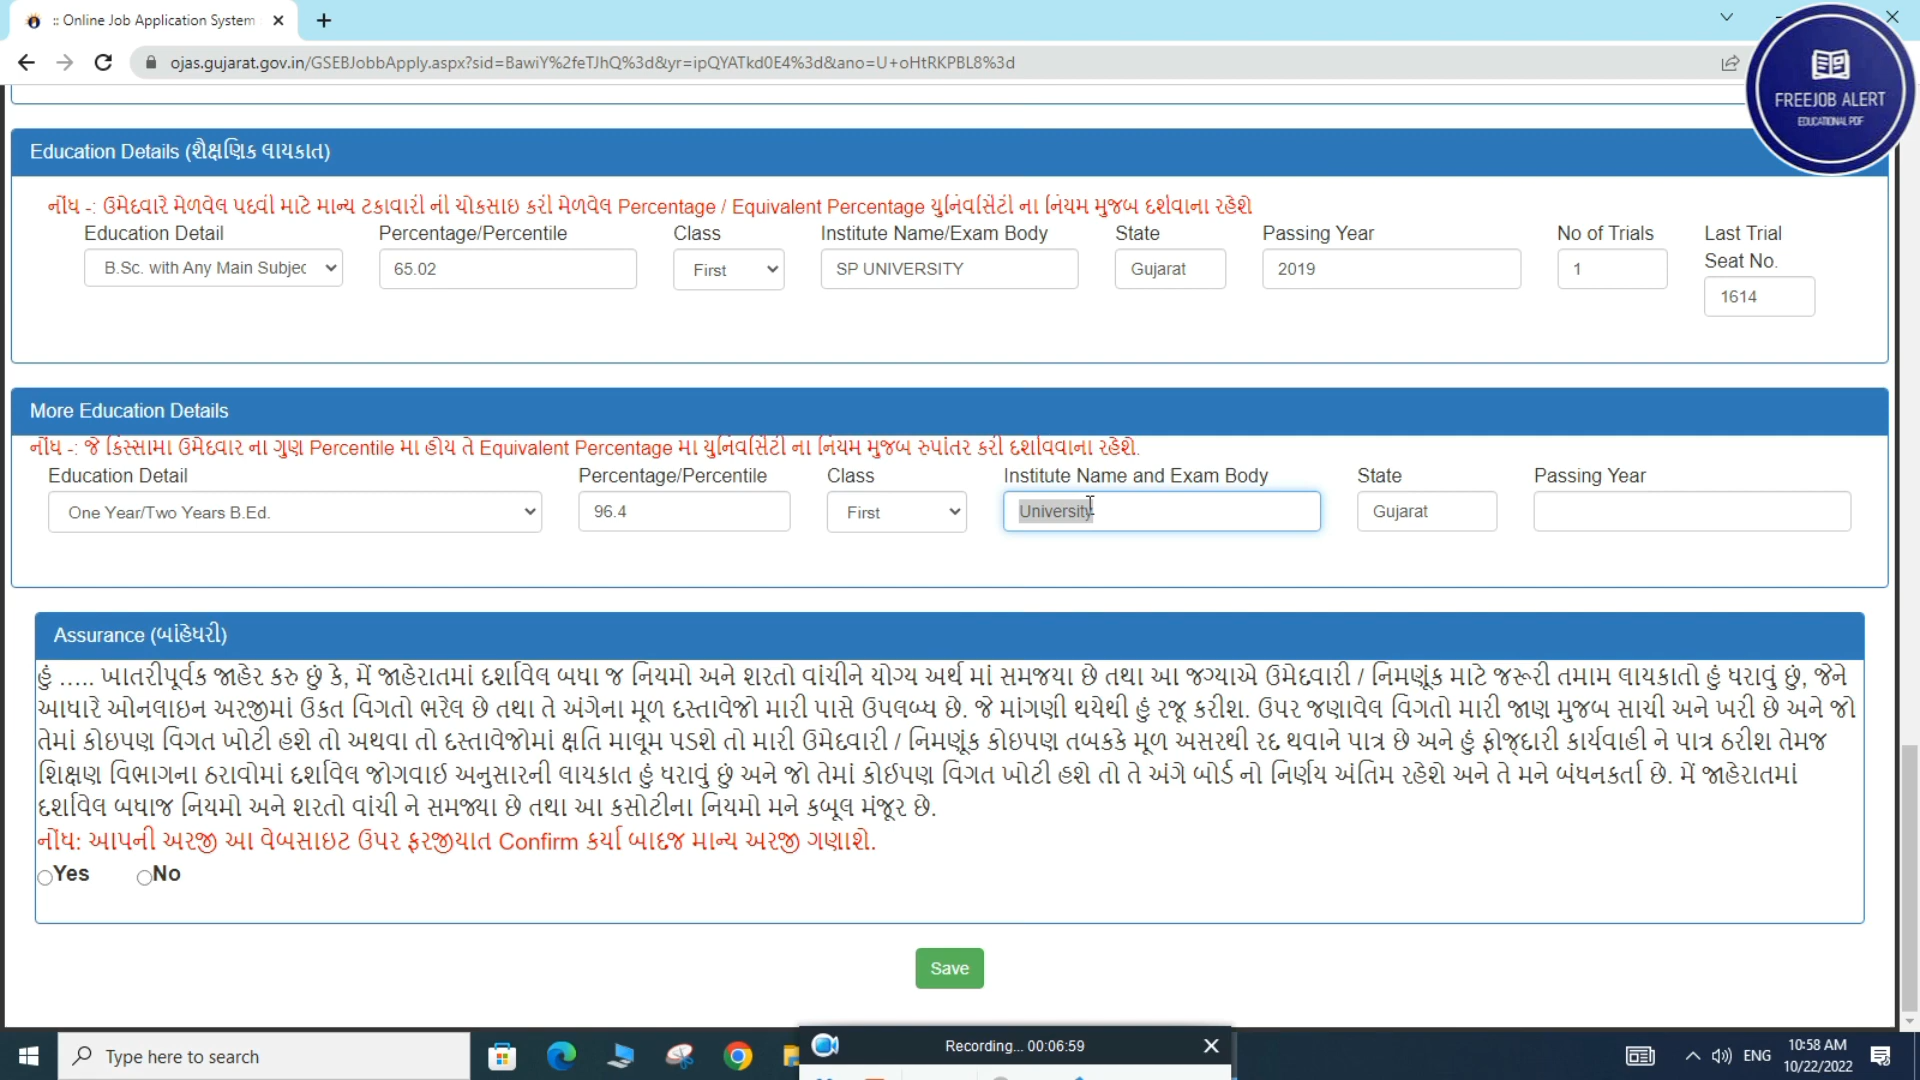 :: Online Job Application System
ojas.gujarat.gov.in/GSEBJobbApply.aspx?sid=BawiY%2feTJhQ%3d&yr=ipQYATkd0E4%3d&ano=U+oHtRKPBL8%3d
FREEJOB ALERT
EDUCATIONAL PDF
Education Details (શૈક્ષણિક લાયકાત)
નોંધ -: ઉમેદવારે મેળવેલ પદવી માટે માન્ય ટકાવારી ની ચોકસાઇ કરી મેળવેલ Percentage / Equivalent Percentage યુનિવર્સિટી ના નિયમ મુજબ દર્શવાના રહેશે
Education Detail Percentage/Percentile Class Institute Name/Exam Body State Passing Year No of Trials Last Trial Seat No.
B.Sc. with Any Main Subjec 65.02 First SP UNIVERSITY Gujarat 2019 1 1614
More Education Details
નોંધ -: જે કિસ્સામા ઉમેદવાર ના ગુણ Percentile મા હોય તે Equivalent Percentage મા યુનિવર્સિટી ના નિયમ મુજબ રુપાંતર કરી દર્શાવવાના રહેશે.
Education Detail Percentage/Percentile Class Institute Name and Exam Body State Passing Year
One Year/Two Years B.Ed. 96.4 First University Gujarat
Assurance (બાંહેધરી)
હું ..... ખાતરીપૂર્વક જાહેર કરુ છું કે, મેં જાહેરાતમાં દર્શાવેલ બધા જ નિયમો અને શરતો વાંચીને યોગ્ય અર્થ માં સમજયા છે તથા આ જગ્યાએ ઉમેદવારી / નિમણૂંક માટે જરૂરી તમામ લાયકાતો હું ધરાવું છું, જેને
આધારે ઓનલાઇન અરજીમાં ઉકત વિગતો ભરેલ છે તથા તે અંગેના મૂળ દસ્તાવેજો મારી પાસે ઉપલબ્ધ છે. જે માંગણી થયેથી હું રજૂ કરીશ. ઉપર જણાવેલ વિગતો મારી જાણ મુજબ સાચી અને ખરી છે અને જો
તેમાં કોઇપણ વિગત ખોટી હશે તો અથવા તો દસ્તાવેજોમાં ક્ષતિ માલૂમ પડશે તો મારી ઉમેદવારી / નિમણૂંક કોઇપણ તબકકે મૂળ અસરથી રદ થવાને પાત્ર છે અને હું ફોજ્દારી કાર્યવાહી ને પાત્ર ઠરીશ તેમજ
શિક્ષણ વિભાગના ઠરાવોમાં દર્શાવેલ જોગવાઈ અનુસારની લાયકાત હું ધરાવું છું અને જો તેમાં કોઈપણ વિગત ખોટી હશે તો તે અંગે બોર્ડ નો નિર્ણય અંતિમ રહેશે અને તે મને બંધનકર્તા છે. મેં જાહેરાતમાં
દર્શાવેલ બધાજ નિયમો અને શરતો વાંચી ને સમજ્યા છે તથા આ કસોટીના નિયમો મને કબૂલ મંજૂર છે.
નોંધ: આપની અરજી આ વેબસાઇટ ઉપર ફરજીયાત Confirm કર્યા બાદજ માન્ય અરજી ગણાશે.
Yes No
Save
Type here to search
Recording... 00:06:59
ENG
10:58 AM
10/22/2022